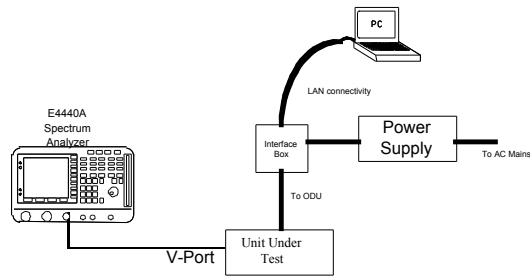 PC
LAN connectivity
E4440A
Spectrum
Analyzer
Interface
Box
Power
Supply
To AC Mains
To ODU
V-Port
Unit Under
Test